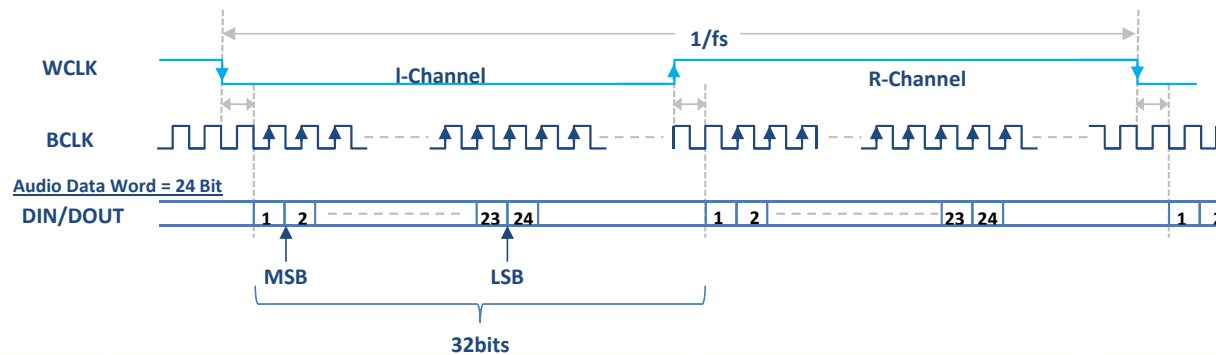 1/fs
WCLK
l-Channel
R-Channel
BCLK
Audio Data Word = 24 Bit
DIN/DOUT
1 2 23 24 1 2 23 24 1 2
MSB
LSB
32bits